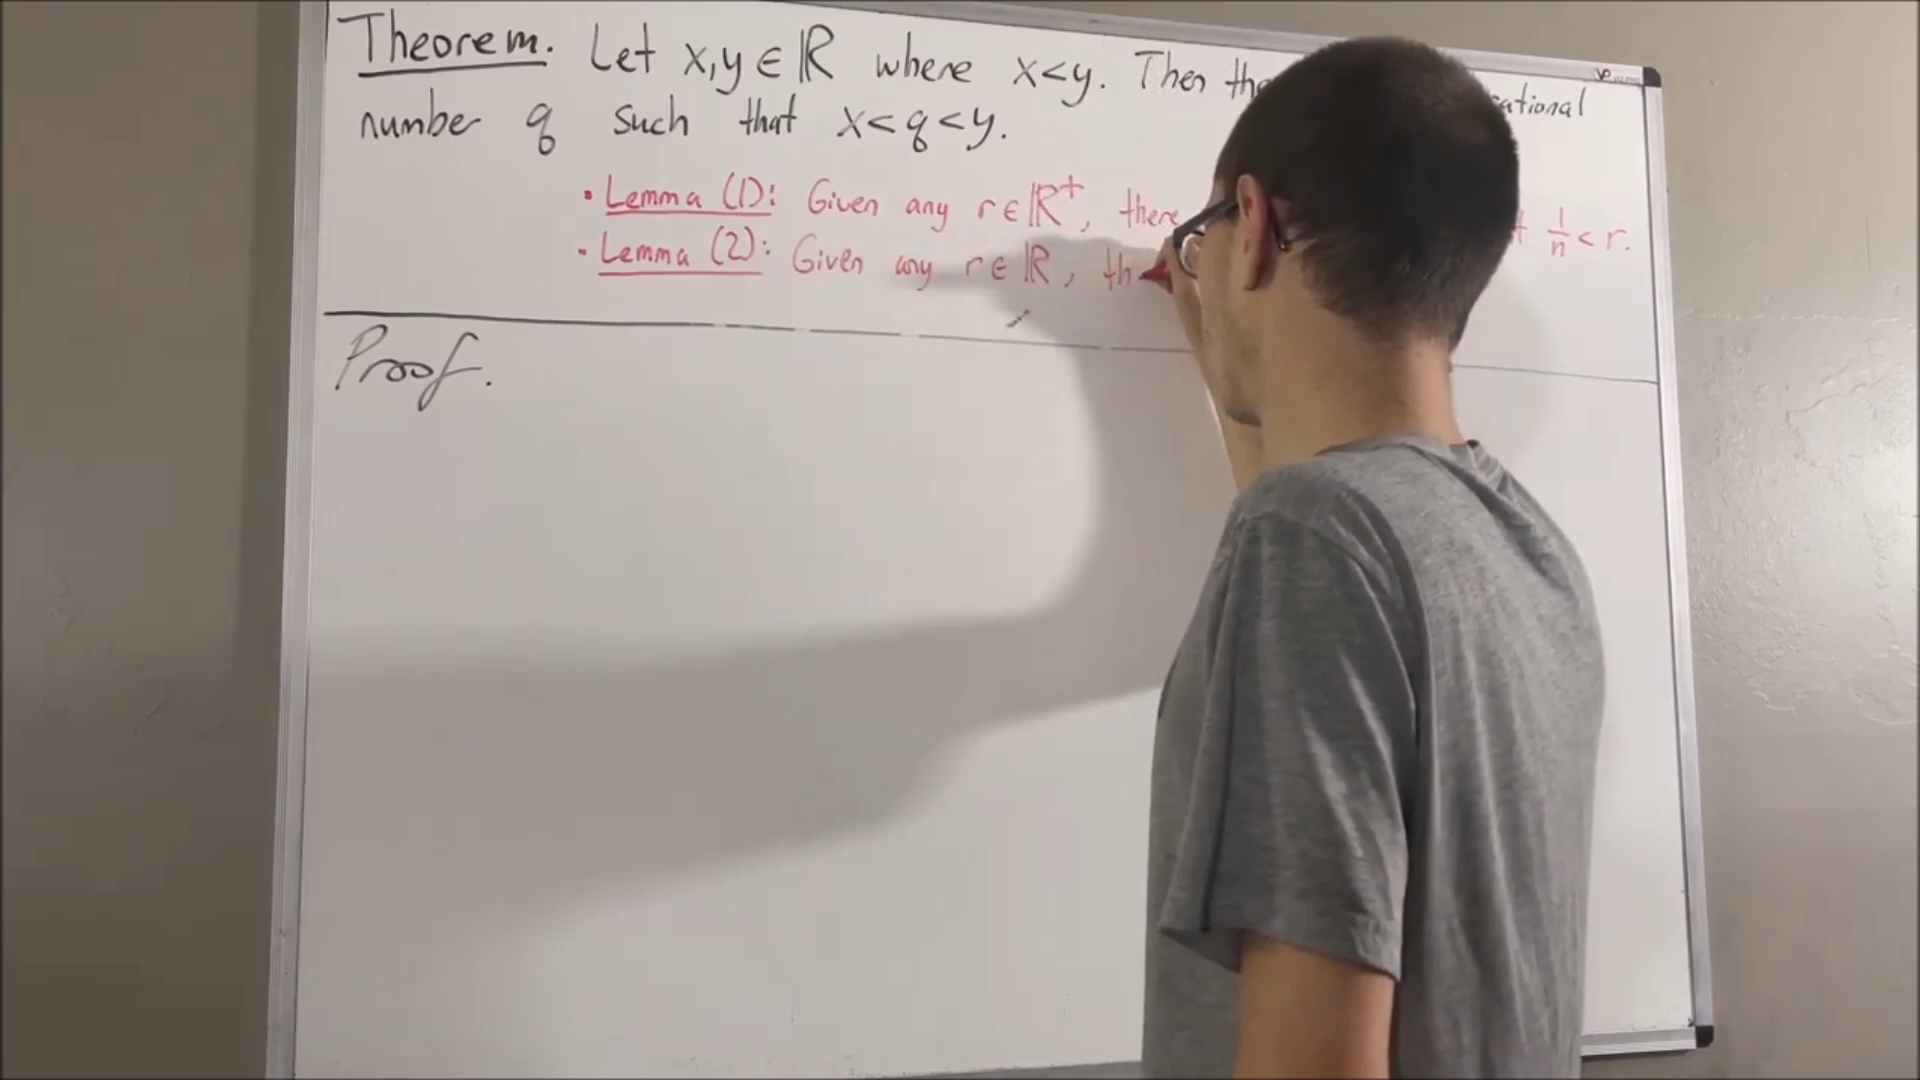 Theorem. Let x,y ∈ ℝ where x<y. Then the ational
number q such that x<q<y.
• Lemma (1): Given any r∈ℝ⁺, there 1/n < r.
• Lemma (2): Given any r∈ℝ, th
Proof.